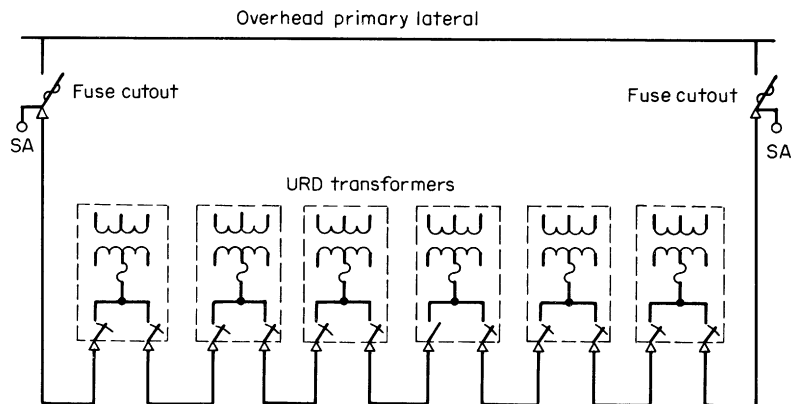 Overhead primary lateral
Fuse cutout
Fuse cutout
SA
SA
URD transformers